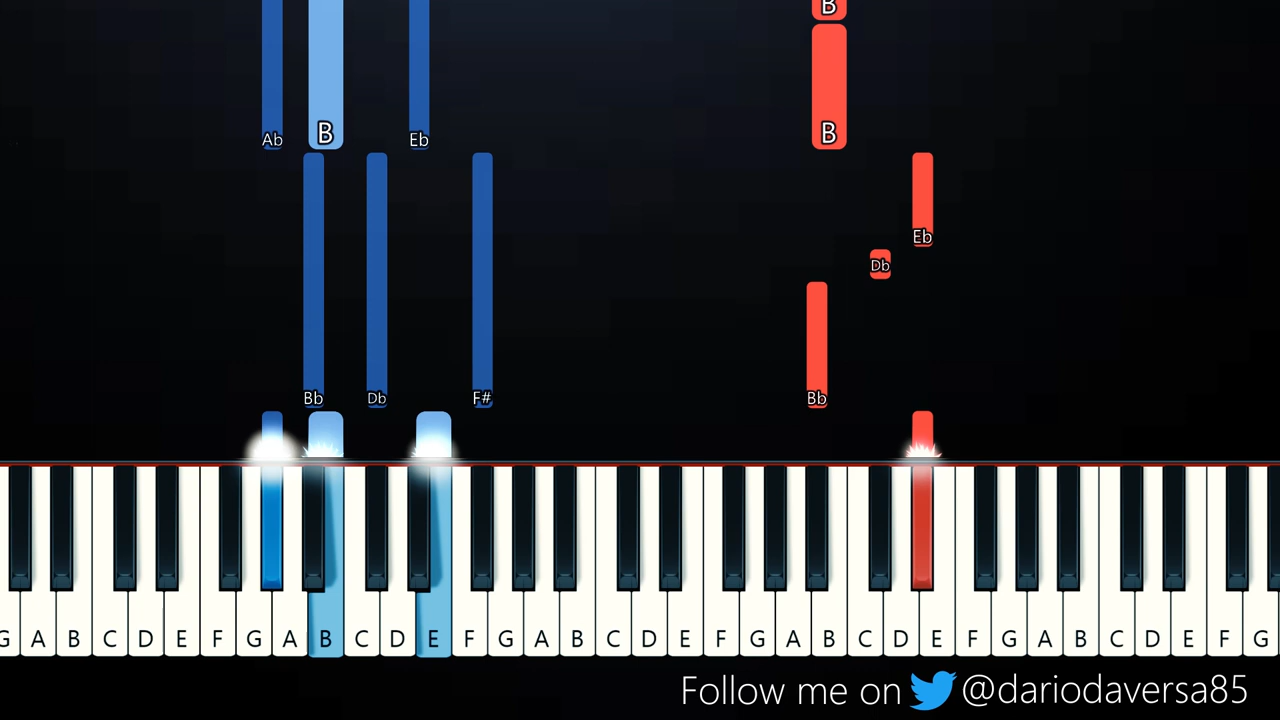 B
Ab B Eb B
Eb
Db
Bb Db F# Bb
G A B C D E F G A B C D E F G A B C D E F G A B C D E F G A B C D E F G
Follow me on @dariodaversa85